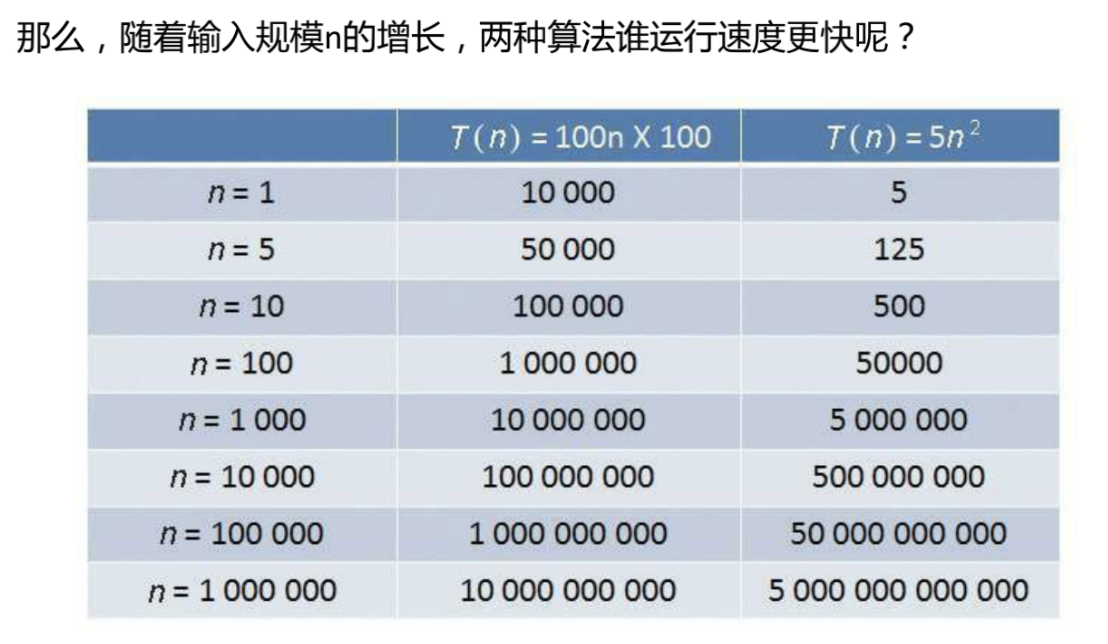 那么，随着输入规模n的增长，两种算法谁运行速度更快呢？
T(n) = 100n X 100 T(n) = 5n²
n = 1 10 000 5
n = 5 50 000 125
n = 10 100 000 500
n = 100 1 000 000 50000
n = 1 000 10 000 000 5 000 000
n = 10 000 100 000 000 500 000 000
n = 100 000 1 000 000 000 50 000 000 000
n = 1 000 000 10 000 000 000 5 000 000 000 000